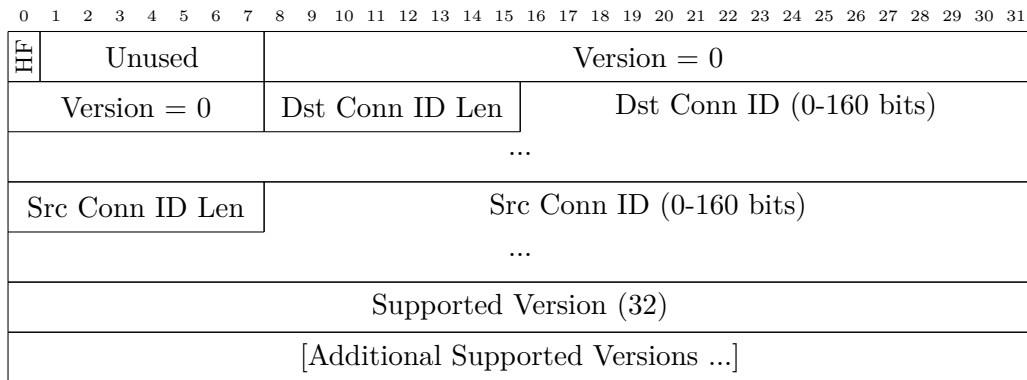 0 1 2 3 4 5 6 7 8 9 10 11 12 13 14 15 16 17 18 19 20 21 22 23 24 25 26 27 28 29 30 31
HF Unused Version = 0
Version = 0 Dst Conn ID Len Dst Conn ID (0-160 bits)
...
Src Conn ID Len Src Conn ID (0-160 bits)
...
Supported Version (32)
[Additional Supported Versions ...]